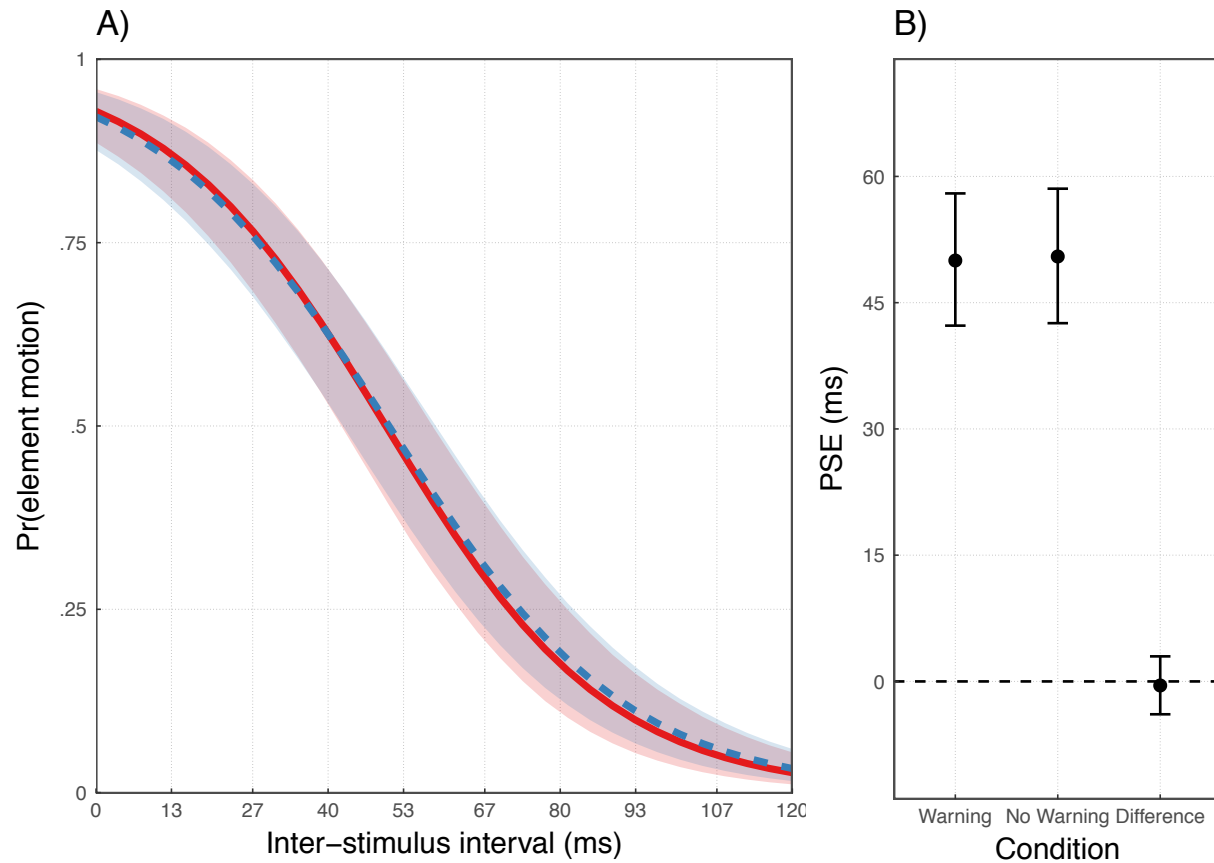 A)
Pr(element motion)
1
.75
.5
.25
0
0 13 27 40 53 67 80 93 107 120
Inter−stimulus interval (ms)
B)
PSE (ms)
60
45
30
15
0
Warning No Warning Difference
Condition